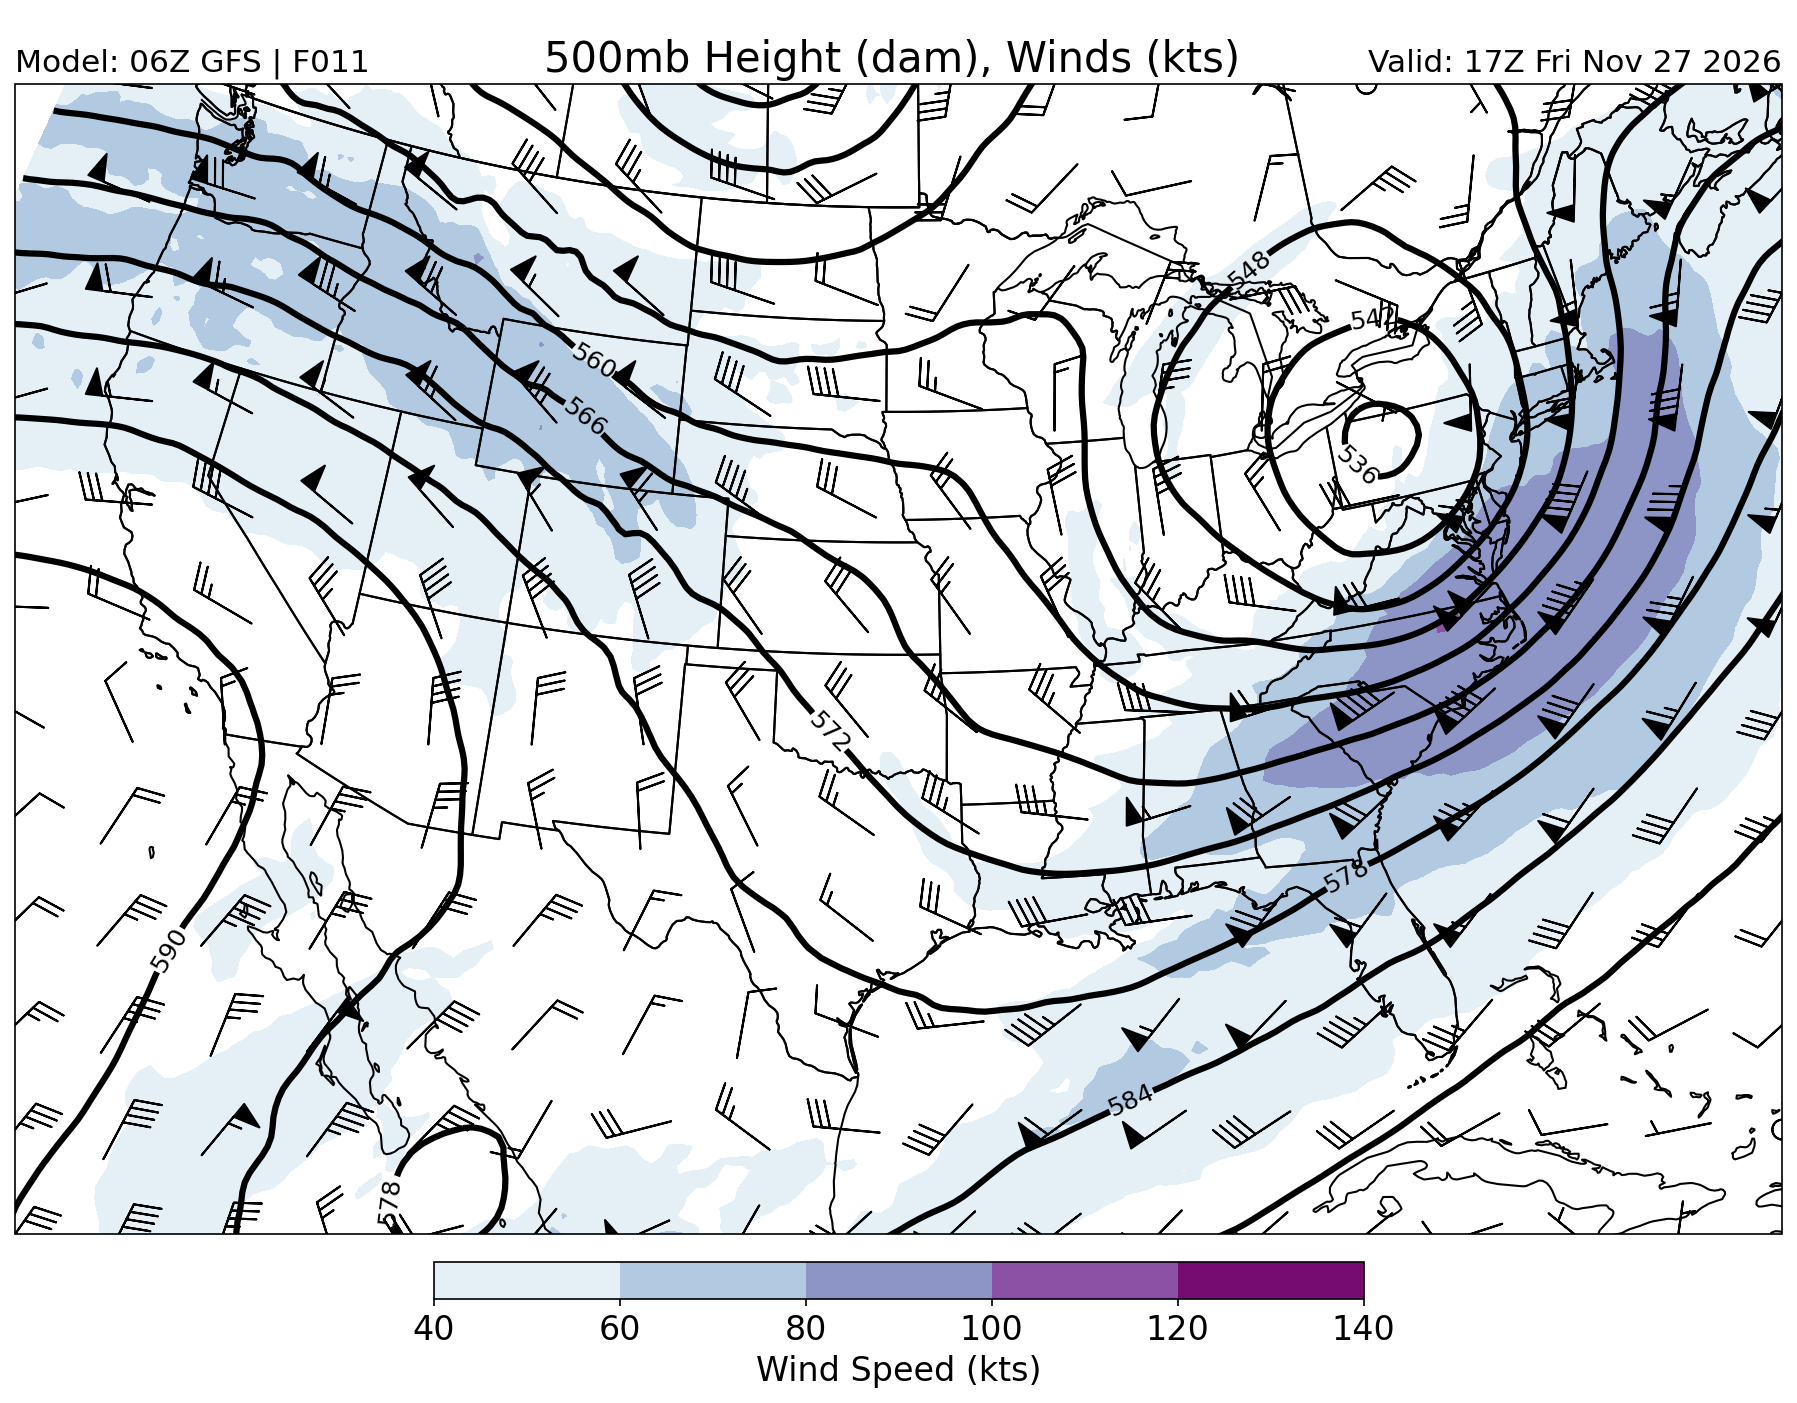 500mb Height (dam), Winds (kts)
Model: 06Z GFS | F011
Valid: 17Z Fri Nov 27 2026
548
542
560
566
536
572
578
590
584
578
40 60 80 100 120 140
Wind Speed (kts)